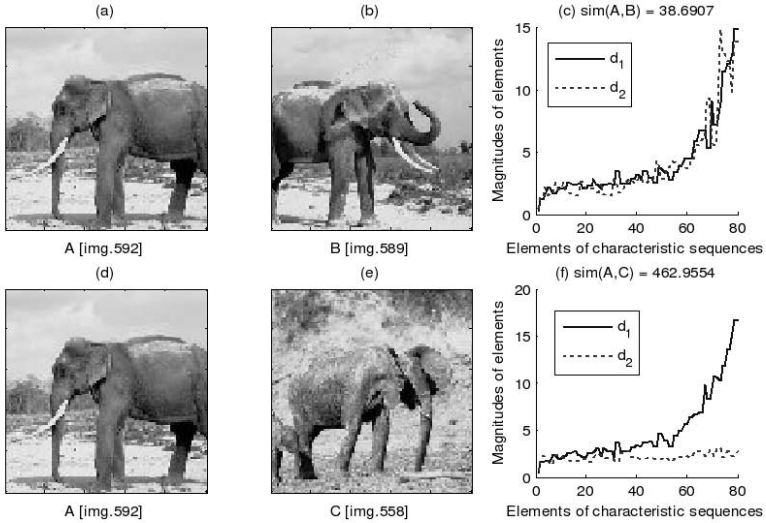 (a)
(b)
(c) sim(A,B) = 38.6907
15
10
5
0
Magnitudes of elements
d1
d2
0 20 40 60 80
Elements of characteristic sequences
A [img.592]
B [img.589]
(d)
(e)
(f) sim(A,C) = 462.9554
20
15
10
5
0
Magnitudes of elements
d1
d2
0 20 40 60 80
Elements of characteristic sequences
A [img.592]
C [img.558]